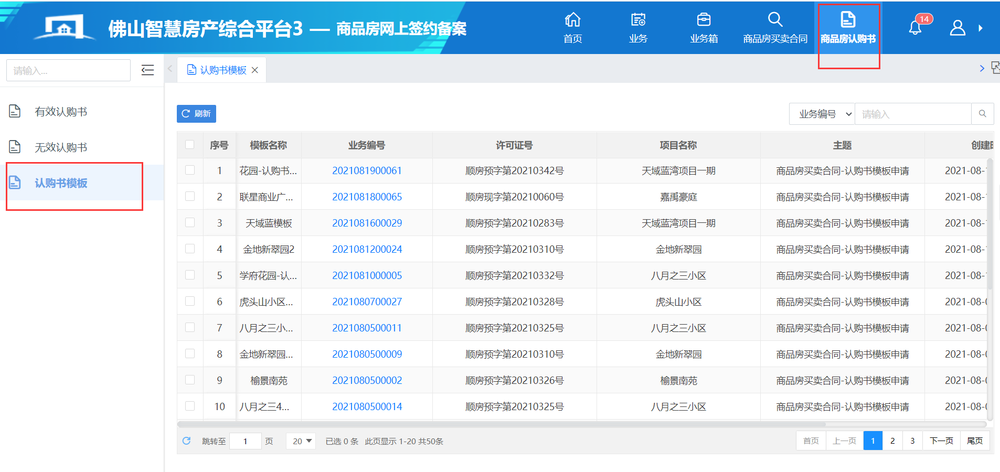 佛山智慧房产综合平台3 — 商品房网上签约备案
首页
业务
业务箱
商品房买卖合同
商品房认购书
14
请输入...
认购书模板
有效认购书
无效认购书
认购书模板
刷新
业务编号 请输入
序号 模板名称 业务编号 许可证号 项目名称 主题 创建
1 花园-认购书... 2021081900061 顺房预字第20210342号 天域蓝湾项目一期 商品房买卖合同-认购书模板申请 2021-08-
2 联星商业广... 2021081800065 顺房现字第20210060号 嘉禹豪庭 商品房买卖合同-认购书模板申请 2021-08-
3 天域蓝模板 2021081600029 顺房预字第20210283号 天域蓝湾项目一期 商品房买卖合同-认购书模板申请 2021-08-
4 金地新翠园2 2021081200024 顺房预字第20210310号 金地新翠园 商品房买卖合同-认购书模板申请 2021-08-
5 学府花园-认... 2021081000005 顺房预字第20210332号 八月之三小区 商品房买卖合同-认购书模板申请 2021-08-
6 虎头山小区... 2021080700027 顺房预字第20210328号 虎头山小区 商品房买卖合同-认购书模板申请 2021-08-
7 八月之三小... 2021080500011 顺房预字第20210325号 八月之三小区 商品房买卖合同-认购书模板申请 2021-08-
8 金地新翠园... 2021080500009 顺房预字第20210310号 金地新翠园 商品房买卖合同-认购书模板申请 2021-08-
9 榆景南苑 2021080500002 顺房预字第20210326号 榆景南苑 商品房买卖合同-认购书模板申请 2021-08-
10 八月之三4... 2021080500014 顺房预字第20210325号 八月之三小区 商品房买卖合同-认购书模板申请 2021-08-
跳转至 1 页 20 已选 0 条 此页显示 1-20 共50条 首页 上一页 1 2 3 下一页 尾页